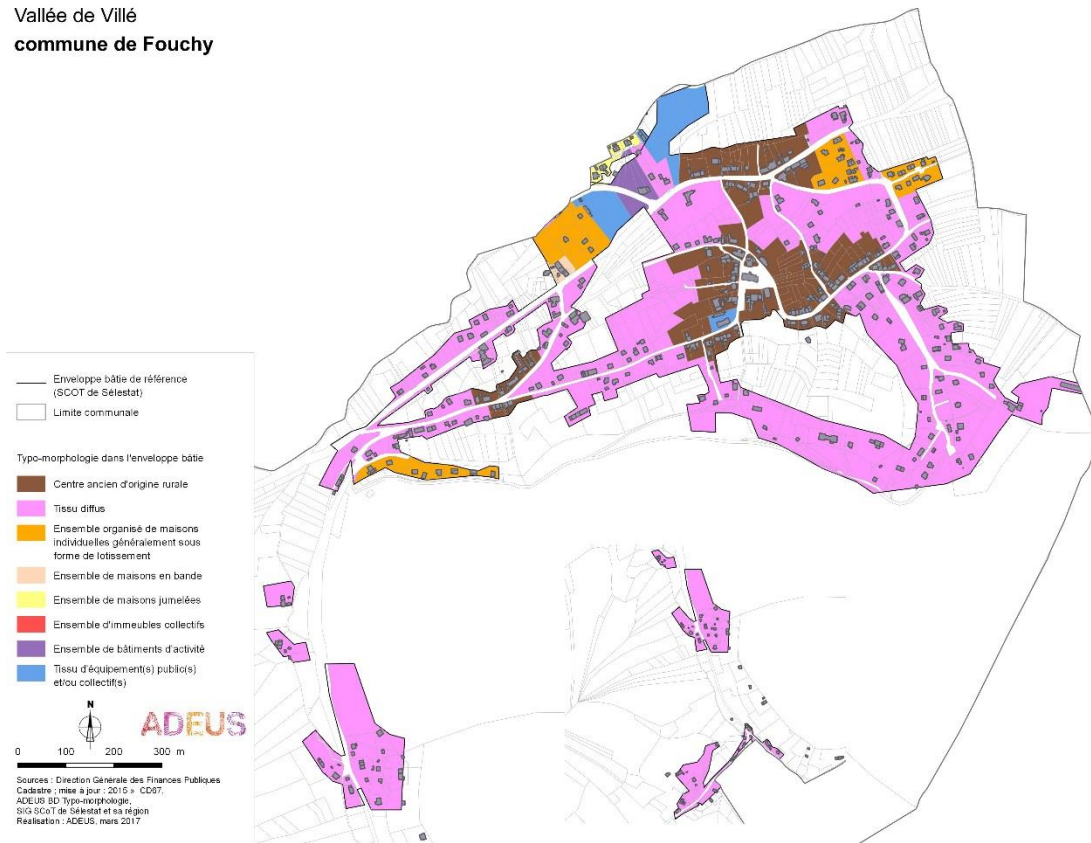 Vallée de Villé
commune de Fouchy
Enveloppe bâtie de référence
(SCOT de Sélestat)
Limite communale
Typo-morphologie dans l'enveloppe bâtie
Centre ancien d'origine rurale
Tissu diffus
Ensemble organisé de maisons
individuelles généralement sous
forme de lotissement
Ensemble de maisons en bande
Ensemble de maisons jumelées
Ensemble d'immeubles collectifs
Ensemble de bâtiments d'activité
Tissu d'équipement(s) public(s)
et/ou collectif(s)
N
ADEUS
0 100 200 300 m
Sources : Direction Générale des Finances Publiques
Cadastre ; mise à jour : 2015 » CD67,
ADEUS BD Typo-morphologie,
SIG SCoT de Sélestat et sa région
Réalisation : ADEUS, mars 2017